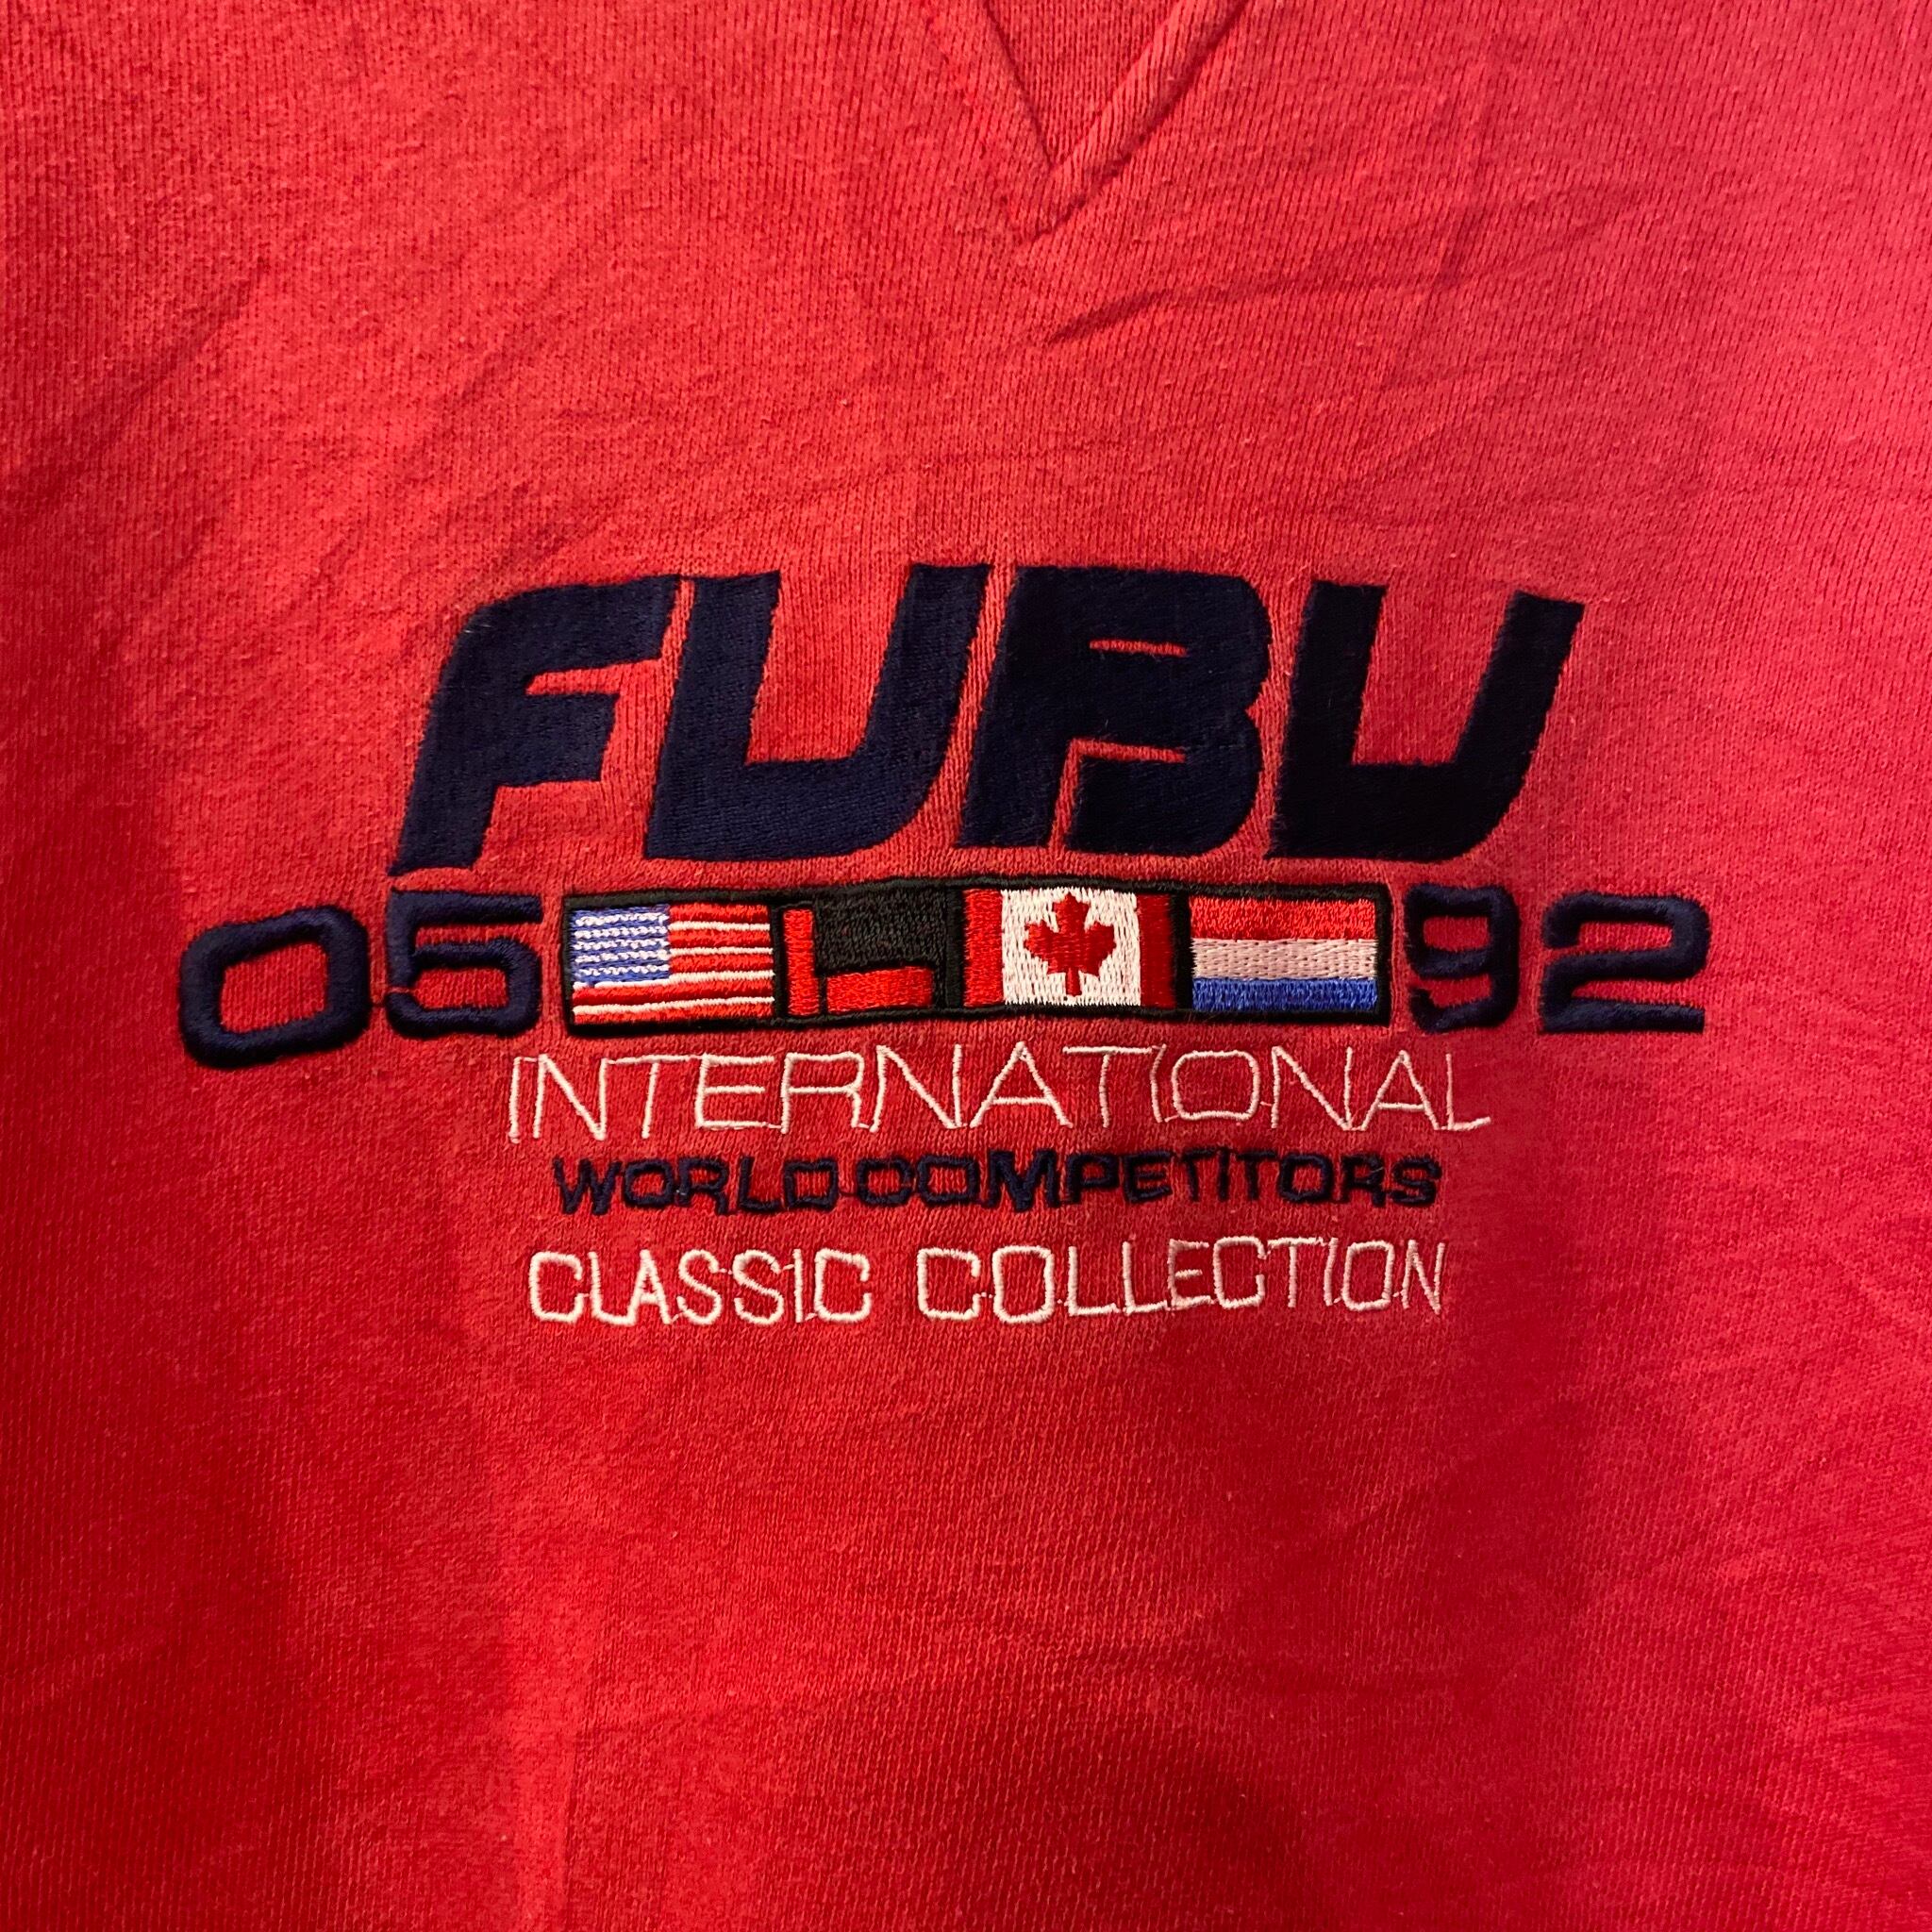 FUBU
05 92
INTERNATIONAL
WORLD COMPETITORS
CLASSIC COLLECTION